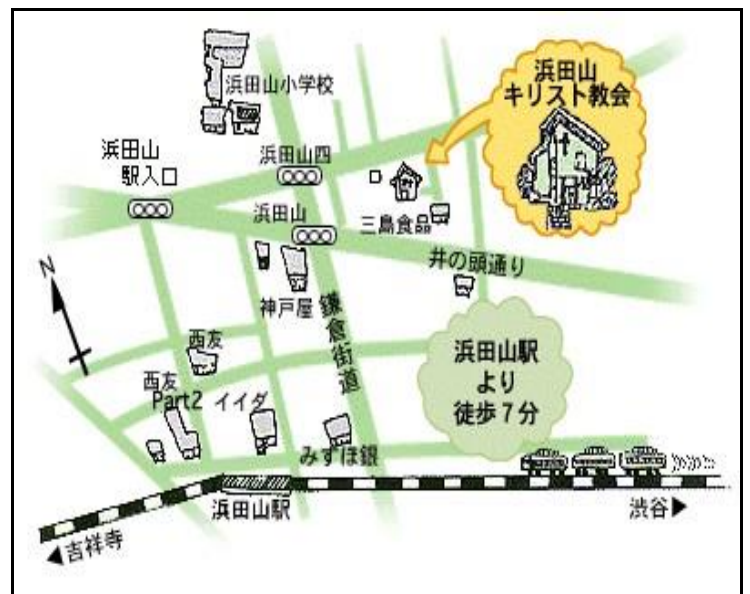 浜田山小学校
浜田山
キリスト教会
浜田山
駅入口
浜田山四
浜田山
三島食品
井の頭通り
N
神戸屋
鎌倉街道
西友
西友
Part2
イイダ
浜田山駅
より
徒歩7分
みずほ銀
浜田山駅
渋谷▶
◀吉祥寺